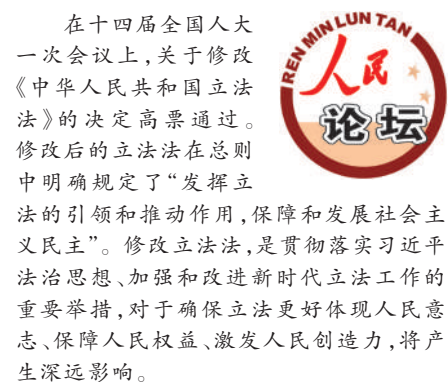 在十四届全国人大
一次会议上,关于修改
《中华人民共和国立法
法》的决定高票通过。
修改后的立法法在总则
中明确规定了“发挥立
法的引领和推动作用,保障和发展社会主
义民主”。修改立法法,是贯彻落实习近平
法治思想、加强和改进新时代立法工作的
重要举措,对于确保立法更好体现人民意
志、保障人民权益、激发人民创造力,将产
生深远影响。
REN MIN LUN TAN
人民
论坛